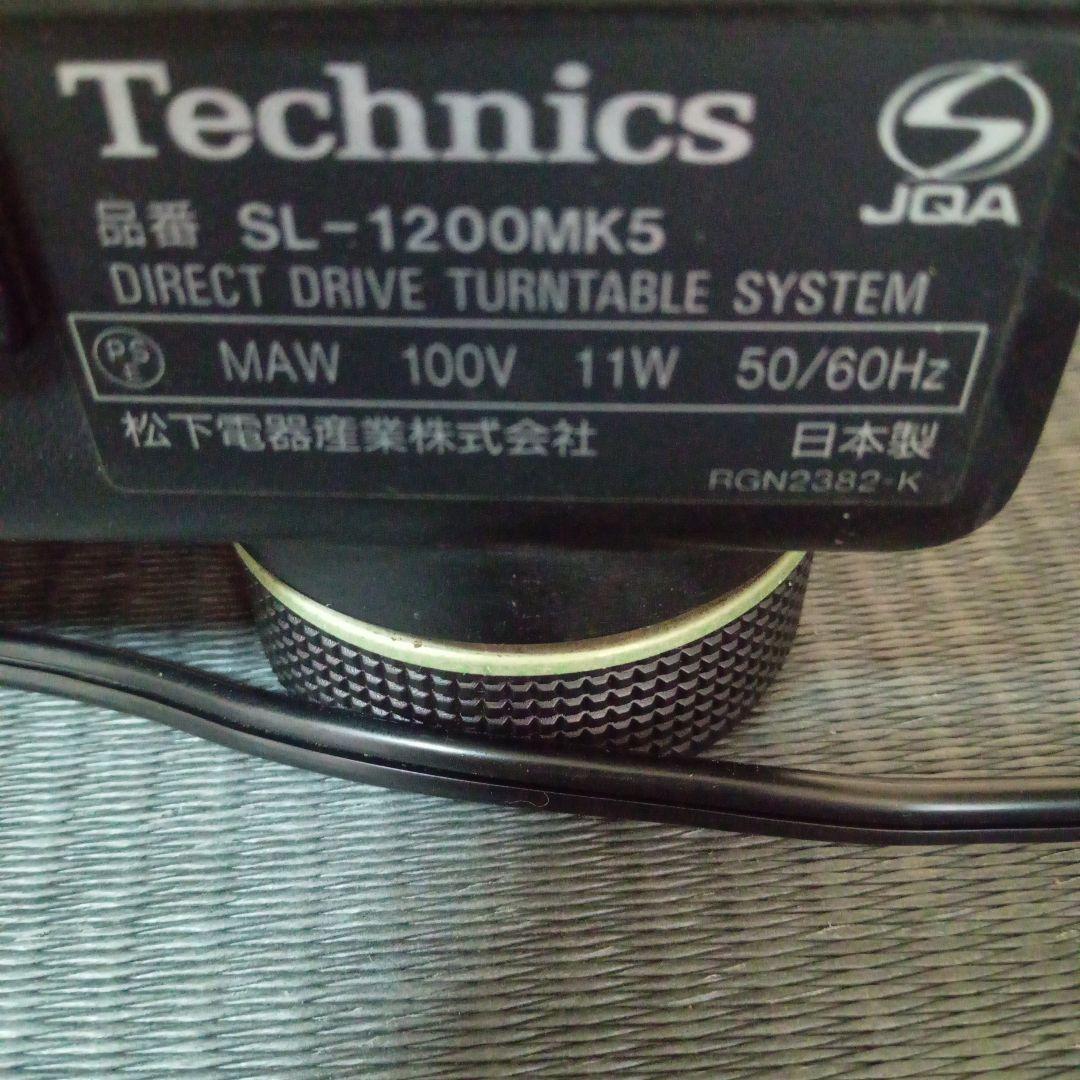 Technics
JQA
品番 SL-1200MK5
DIRECT DRIVE TURNTABLE SYSTEM
PSE MAW 100V 11W 50/60Hz
松下電器産業株式会社 日本製
RGN2382-K